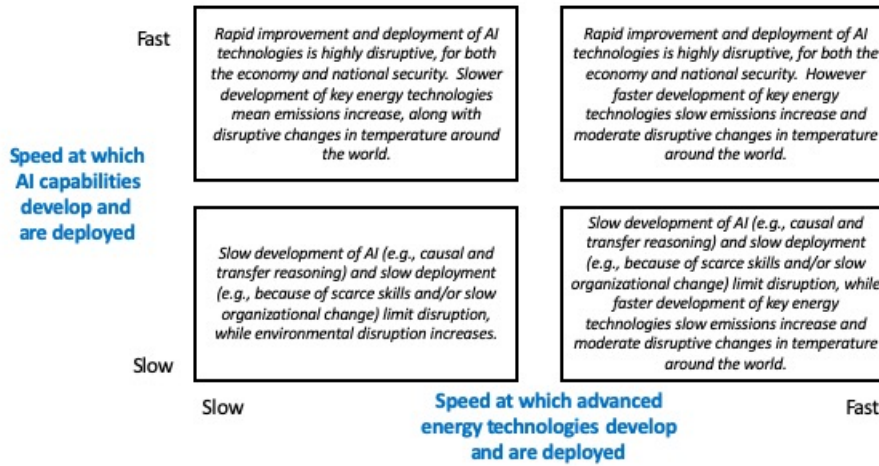 Fast
Rapid improvement and deployment of AI
technologies is highly disruptive, for both
the economy and national security.  Slower
development of key energy technologies
mean emissions increase, along with
disruptive changes in temperature around
the world.
Rapid improvement and deployment of AI
technologies is highly disruptive, for both the
economy and national security.  However
faster development of key energy
technologies slow emissions increase and
moderate disruptive changes in temperature
around the world.
Speed at which
AI capabilities
develop and
are deployed
Slow development of AI (e.g., causal and
transfer reasoning) and slow deployment
(e.g., because of scarce skills and/or slow
organizational change) limit disruption,
while environmental disruption increases.
Slow development of AI (e.g., causal and
transfer reasoning) and slow deployment
(e.g., because of scarce skills and/or slow
organizational change) limit disruption, while
faster development of key energy
technologies slow emissions increase and
moderate disruptive changes in temperature
around the world.
Slow
Slow
Speed at which advanced
energy technologies develop
and are deployed
Fast